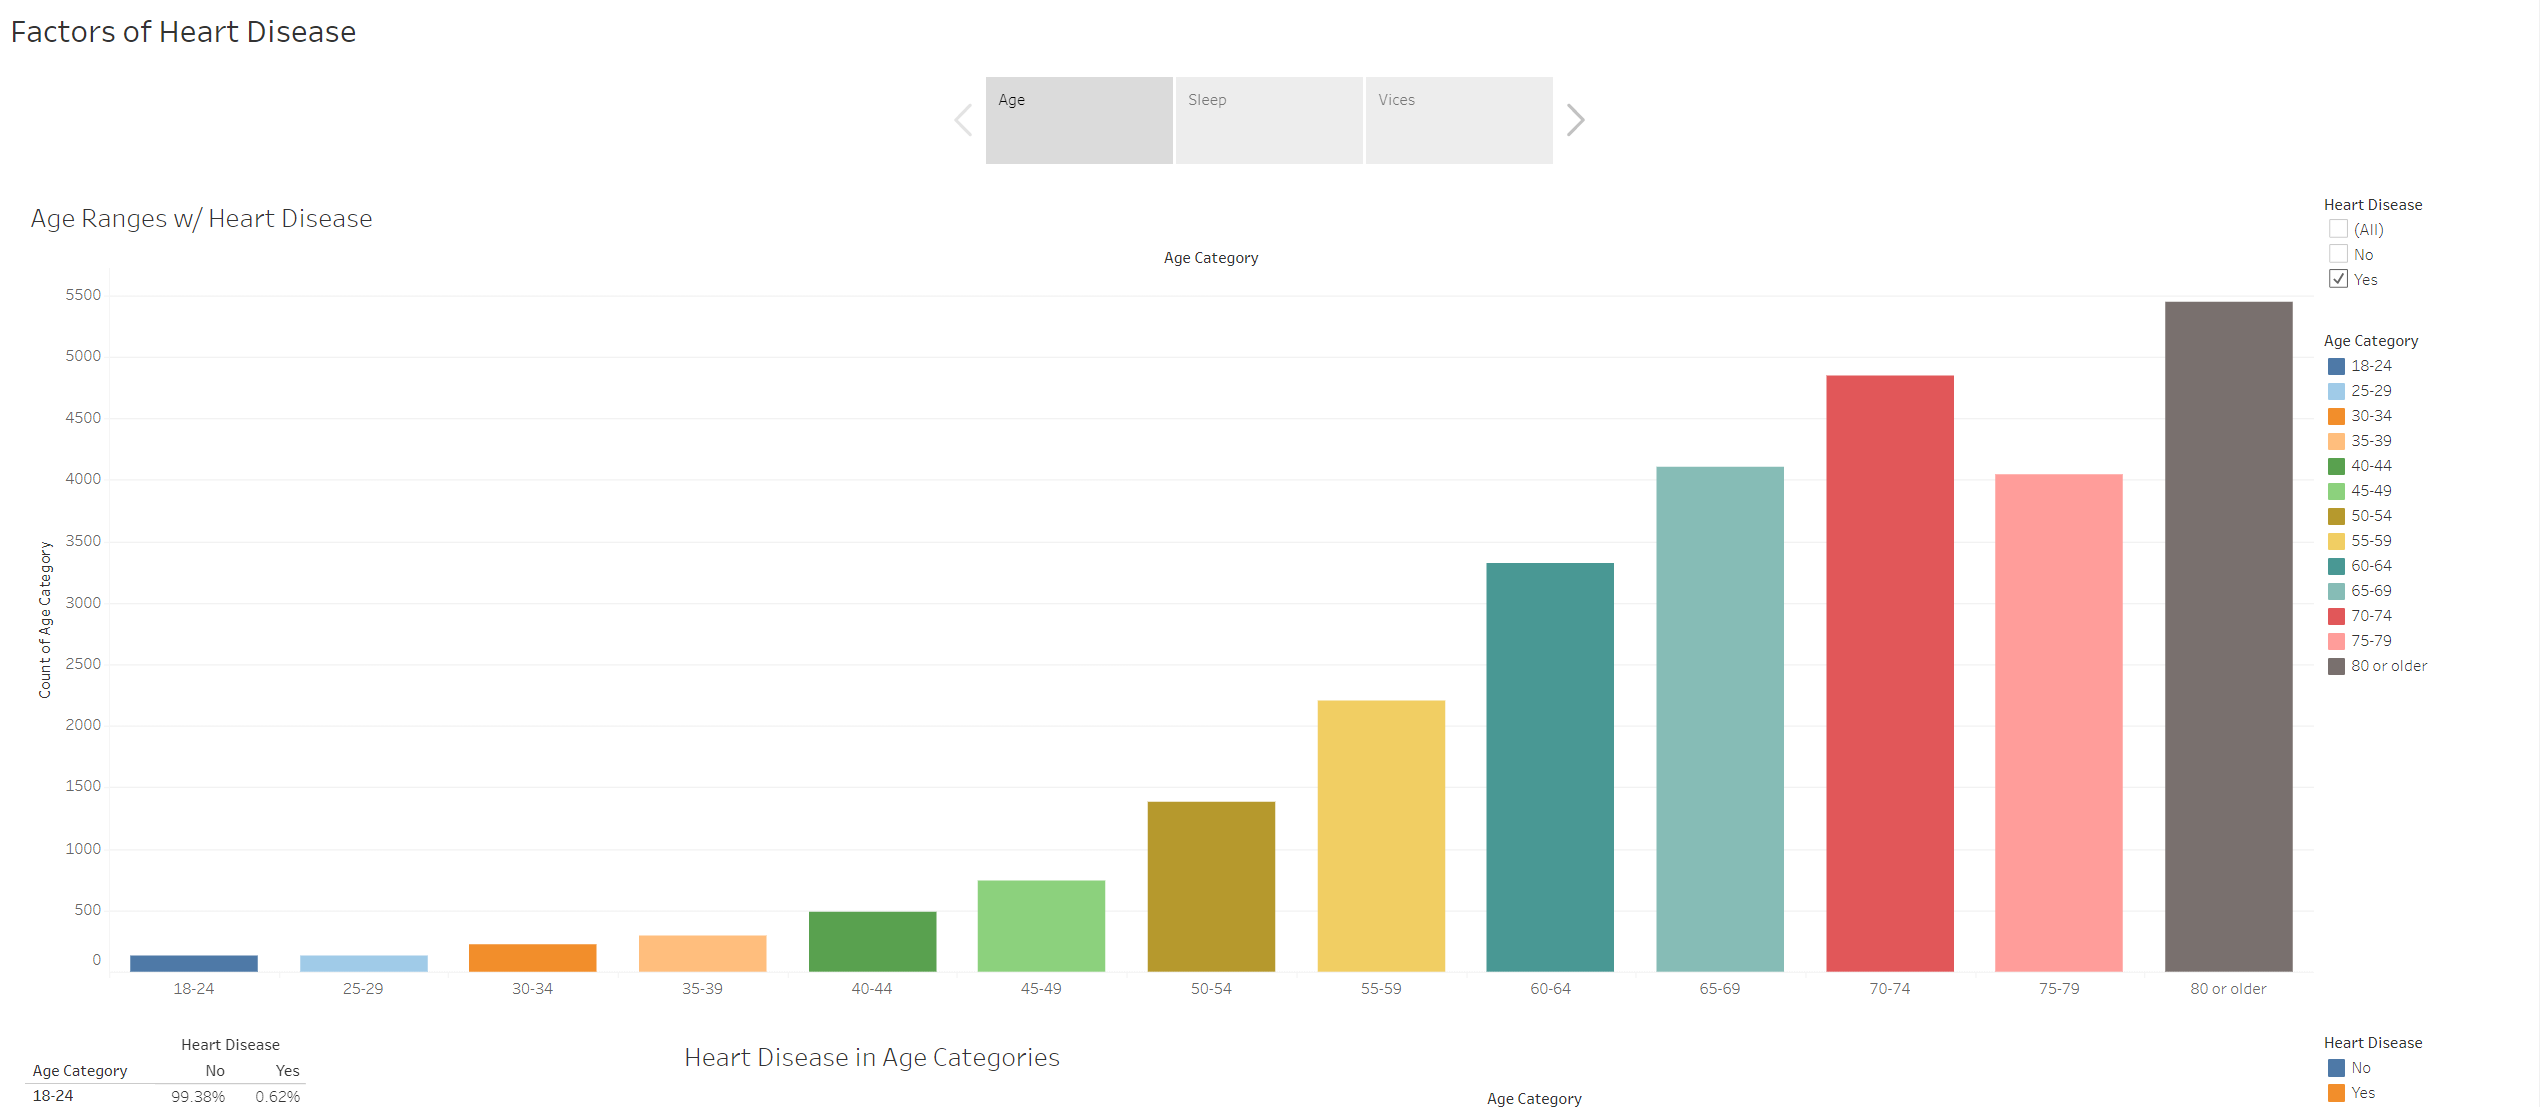 Factors of Heart Disease
Age
Sleep
Vices
Age Ranges w/ Heart Disease
Age Category
5500
5000
4500
4000
3500
3000
2500
2000
1500
1000
500
0
Count of Age Category
18-24
25-29
30-34
35-39
40-44
45-49
50-54
55-59
60-64
65-69
70-74
75-79
80 or older
Heart Disease
(All)
No
Yes
Age Category
18-24
25-29
30-34
35-39
40-44
45-49
50-54
55-59
60-64
65-69
70-74
75-79
80 or older
Heart Disease
Age Category No Yes
18-24 99.38% 0.62%
Heart Disease in Age Categories
Age Category
Heart Disease
No
Yes